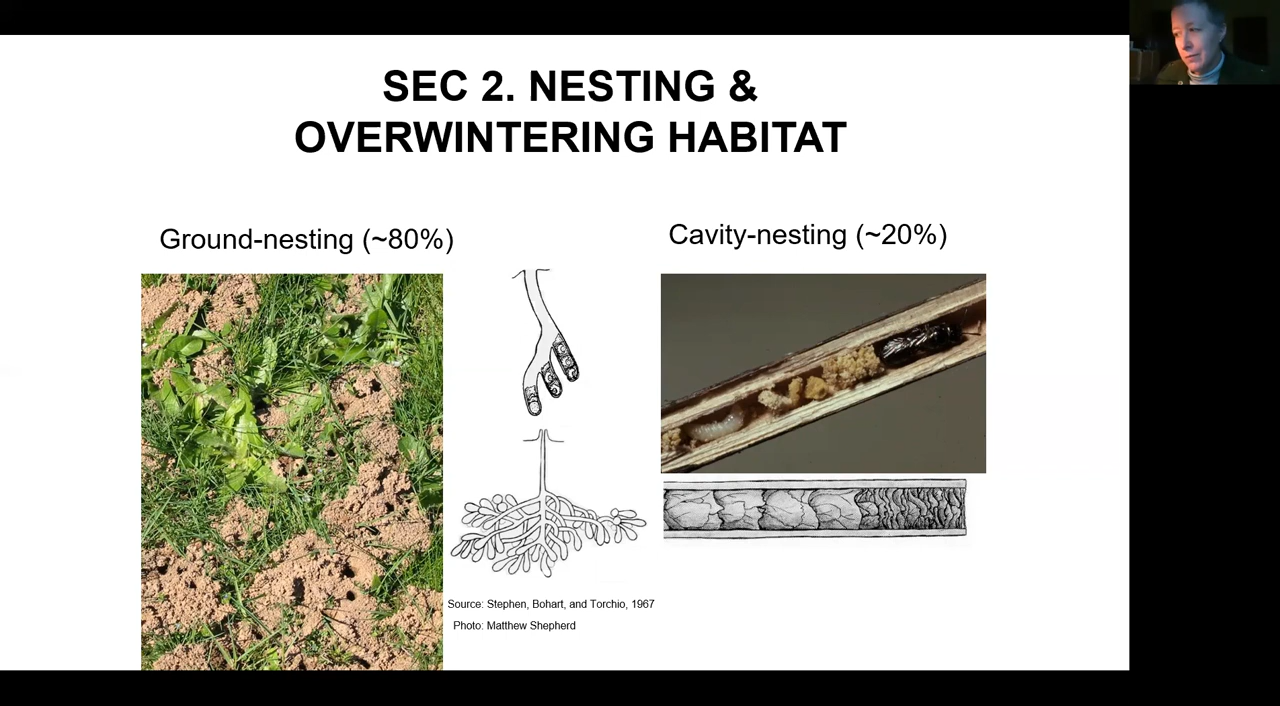 SEC 2. NESTING &
OVERWINTERING HABITAT
Ground-nesting (~80%)
Cavity-nesting (~20%)
Source: Stephen, Bohart, and Torchio, 1967
Photo: Matthew Shepherd